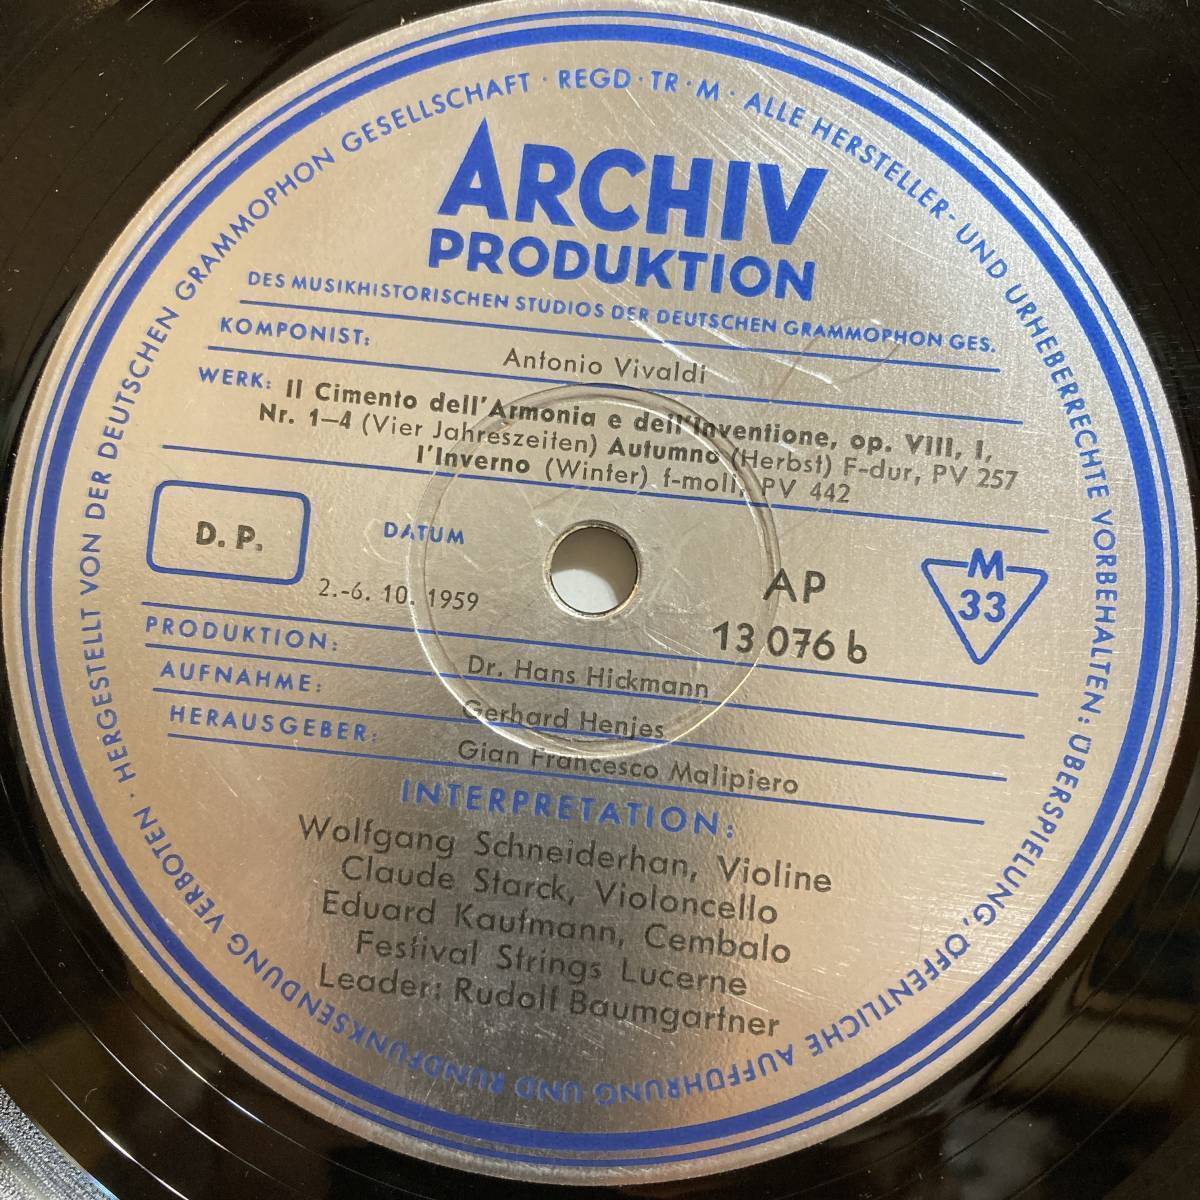 HERGESTELLT VON DER DEUTSCHEN GRAMMOPHON GESELLSCHAFT · REGD · TR · M · ALLE HERSTELLER- UND URHEBERRECHTE VORBEHALTEN; ÜBERSPIELUNG, ÖFFENTLICHE AUFFÜHRUNG UND RUNDFUNKSENDUNG VERBOTEN ·
ARCHIV
PRODUKTION
DES MUSIKHISTORISCHEN STUDIOS DER DEUTSCHEN GRAMMOPHON GES.
KOMPONIST: Antonio Vivaldi
WERK: Il Cimento dell'Armonia e dell'Inventione, op. VIII, I,
Nr. 1–4 (Vier Jahreszeiten) Autumno (Herbst) F-dur, PV 257
l'Inverno (Winter) f-moll, PV 442
D. P.
DATUM
2.-6. 10. 1959
AP
13 076 b
M
33
PRODUKTION: Dr. Hans Hickmann
AUFNAHME: Gerhard Henjes
HERAUSGEBER: Gian Francesco Malipiero
INTERPRETATION:
Wolfgang Schneiderhan, Violine
Claude Starck, Violoncello
Eduard Kaufmann, Cembalo
Festival Strings Lucerne
Leader: Rudolf Baumgartner